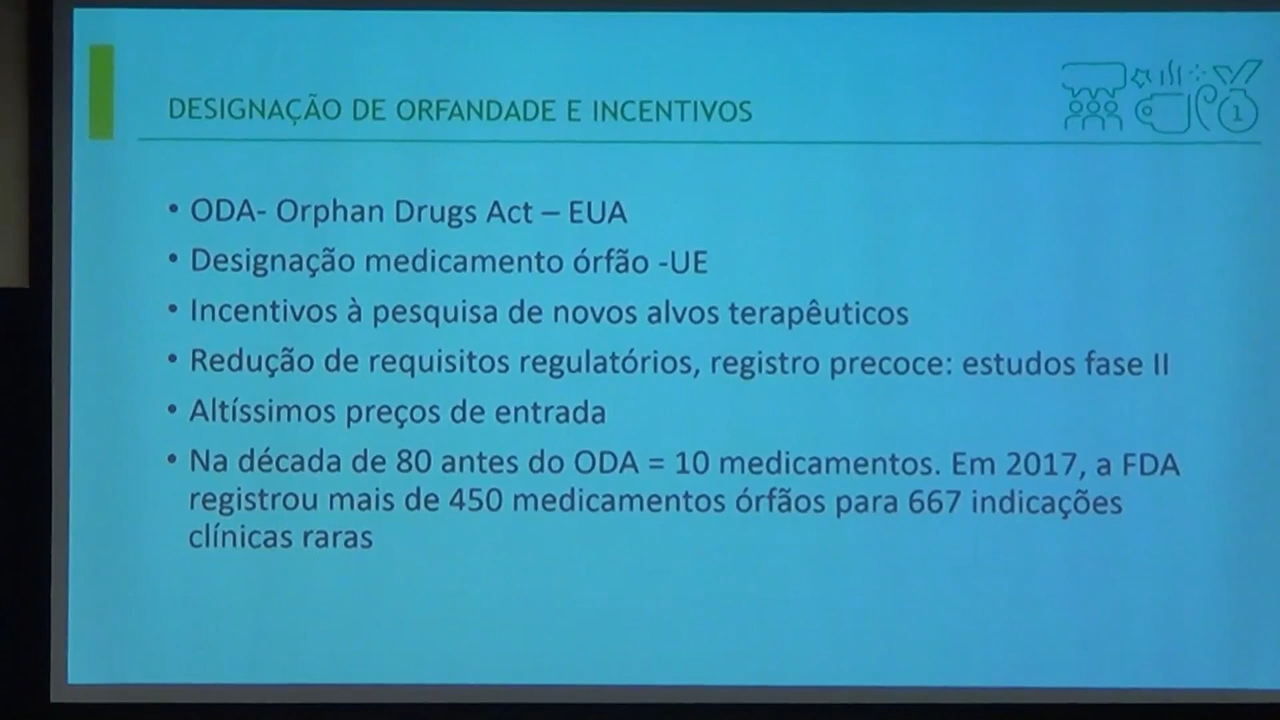 DESIGNAÇÃO DE ORFANDADE E INCENTIVOS
1
• ODA- Orphan Drugs Act – EUA
• Designação medicamento órfão -UE
• Incentivos à pesquisa de novos alvos terapêuticos
• Redução de requisitos regulatórios, registro precoce: estudos fase II
• Altíssimos preços de entrada
• Na década de 80 antes do ODA = 10 medicamentos. Em 2017, a FDA
registrou mais de 450 medicamentos órfãos para 667 indicações
clínicas raras